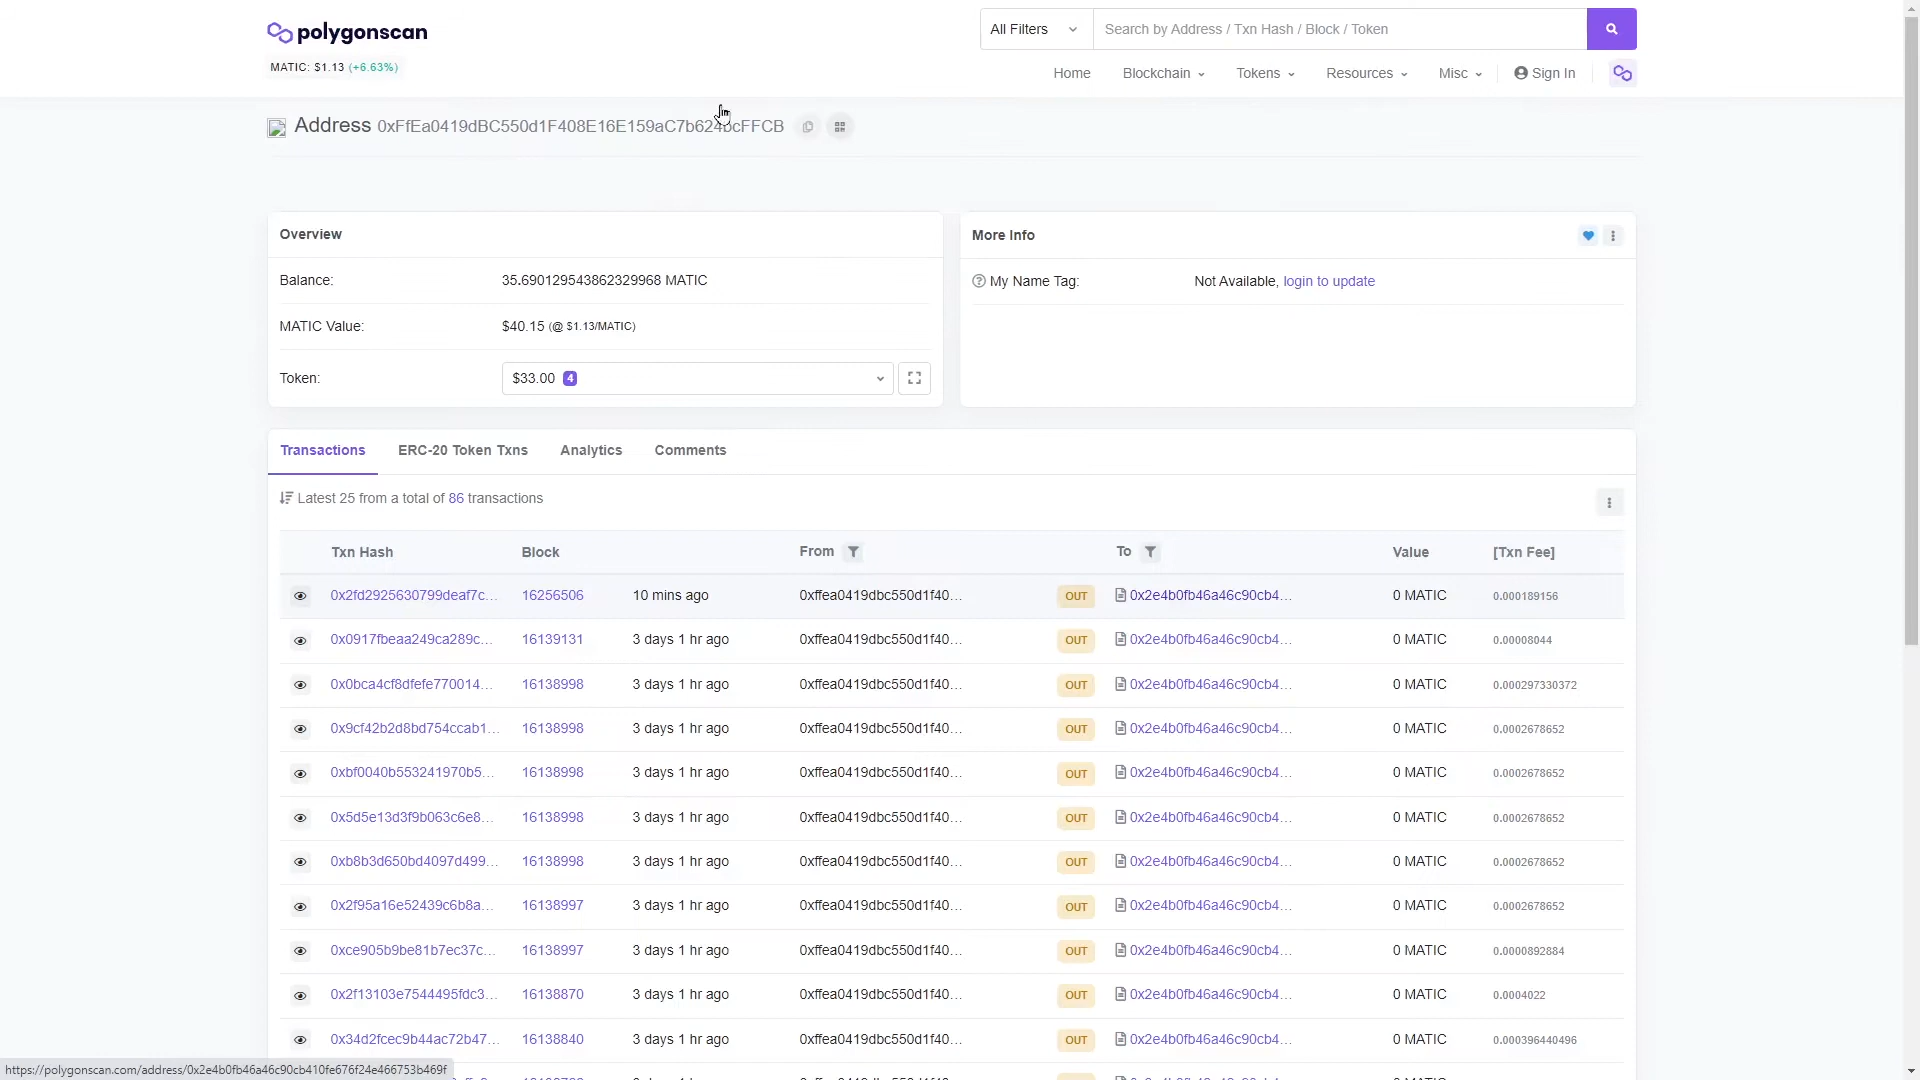 polygonscan
All Filters
Search by Address / Txn Hash / Block / Token
MATIC: $1.13 (+6.63%)
Home Blockchain Tokens Resources Misc Sign In
Address 0xFfEa0419dBC550d1F408E16E159aC7b624bcFFCB
Overview
Balance: 35.690129543862329968 MATIC
MATIC Value: $40.15 (@ $1.13/MATIC)
Token: $33.00 4
More Info
My Name Tag: Not Available, login to update
Transactions ERC-20 Token Txns Analytics Comments
Latest 25 from a total of 86 transactions
Txn Hash Block From To Value [Txn Fee]
0x2fd2925630799deaf7c... 16256506 10 mins ago 0xffea0419dbc550d1f40... OUT 0x2e4b0fb46a46c90cb4... 0 MATIC 0.000189156
0x0917fbeaa249ca289c... 16139131 3 days 1 hr ago 0xffea0419dbc550d1f40... OUT 0x2e4b0fb46a46c90cb4... 0 MATIC 0.00008044
0x0bca4cf8dfefe770014... 16138998 3 days 1 hr ago 0xffea0419dbc550d1f40... OUT 0x2e4b0fb46a46c90cb4... 0 MATIC 0.000297330372
0x9cf42b2d8bd754ccab1... 16138998 3 days 1 hr ago 0xffea0419dbc550d1f40... OUT 0x2e4b0fb46a46c90cb4... 0 MATIC 0.0002678652
0xbf0040b553241970b5... 16138998 3 days 1 hr ago 0xffea0419dbc550d1f40... OUT 0x2e4b0fb46a46c90cb4... 0 MATIC 0.0002678652
0x5d5e13d3f9b063c6e8... 16138998 3 days 1 hr ago 0xffea0419dbc550d1f40... OUT 0x2e4b0fb46a46c90cb4... 0 MATIC 0.0002678652
0xb8b3d650bd4097d499... 16138998 3 days 1 hr ago 0xffea0419dbc550d1f40... OUT 0x2e4b0fb46a46c90cb4... 0 MATIC 0.0002678652
0x2f95a16e52439c6b8a... 16138997 3 days 1 hr ago 0xffea0419dbc550d1f40... OUT 0x2e4b0fb46a46c90cb4... 0 MATIC 0.0002678652
0xce905b9be81b7ec37c... 16138997 3 days 1 hr ago 0xffea0419dbc550d1f40... OUT 0x2e4b0fb46a46c90cb4... 0 MATIC 0.0000892884
0x2f13103e7544495fdc3... 16138870 3 days 1 hr ago 0xffea0419dbc550d1f40... OUT 0x2e4b0fb46a46c90cb4... 0 MATIC 0.0004022
0x34d2fcec9b44ac72b47... 16138840 3 days 1 hr ago 0xffea0419dbc550d1f40... OUT 0x2e4b0fb46a46c90cb4... 0 MATIC 0.000396440496
https://polygonscan.com/address/0x2e4b0fb46a46c90cb410fe676f24e466753b469f